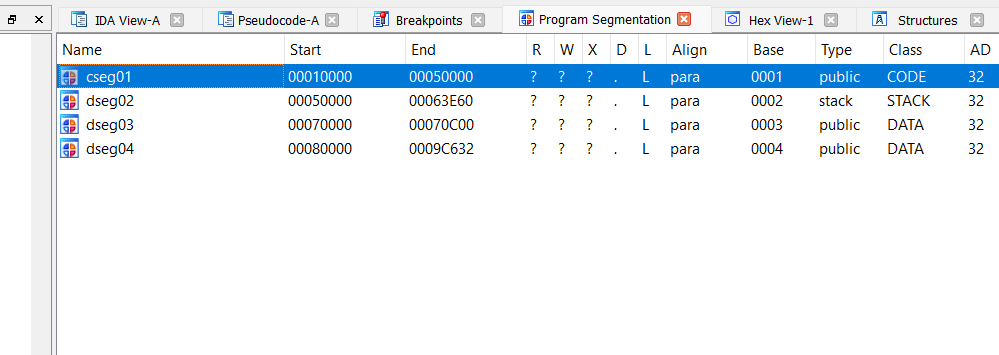 IDA View-A Pseudocode-A Breakpoints Program Segmentation Hex View-1 Structures
Name Start End R W X D L Align Base Type Class AD
cseg01 00010000 00050000 ? ? ? . L para 0001 public CODE 32
dseg02 00050000 00063E60 ? ? ? . L para 0002 stack STACK 32
dseg03 00070000 00070C00 ? ? ? . L para 0003 public DATA 32
dseg04 00080000 0009C632 ? ? ? . L para 0004 public DATA 32